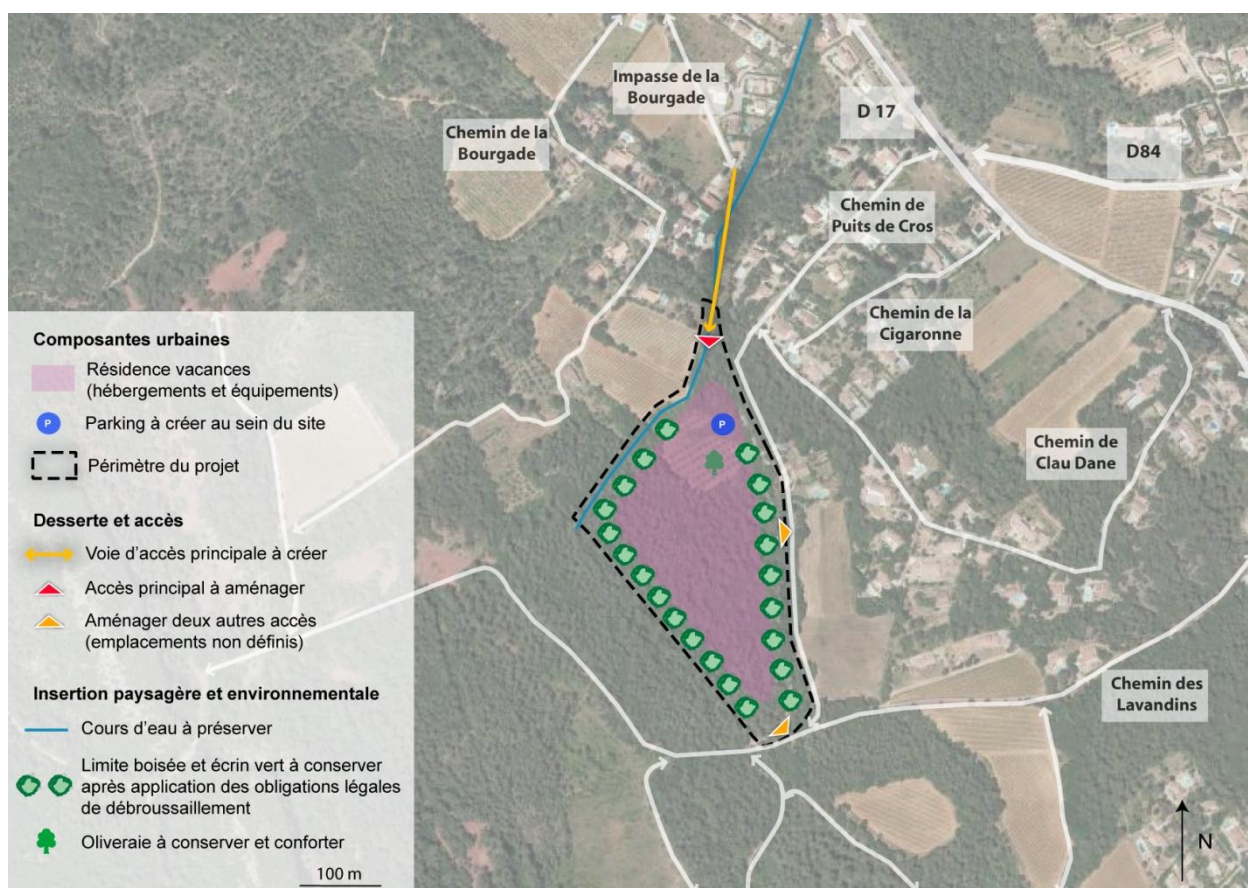 Impasse de la
Bourgade
Chemin de la
Bourgade
D 17
D84
Chemin de
Puits de Cros
Chemin de la
Cigaronne
Chemin de
Clau Dane
Chemin des
Lavandins
Composantes urbaines
Résidence vacances
(hébergements et équipements)
P
Parking à créer au sein du site
Périmètre du projet
Desserte et accès
Voie d'accès principale à créer
Accès principal à aménager
Aménager deux autres accès
(emplacements non définis)
Insertion paysagère et environnementale
Cours d'eau à préserver
Limite boisée et écrin vert à conserver
après application des obligations légales
de débroussaillement
Oliveraie à conserver et conforter
100 m
P
N